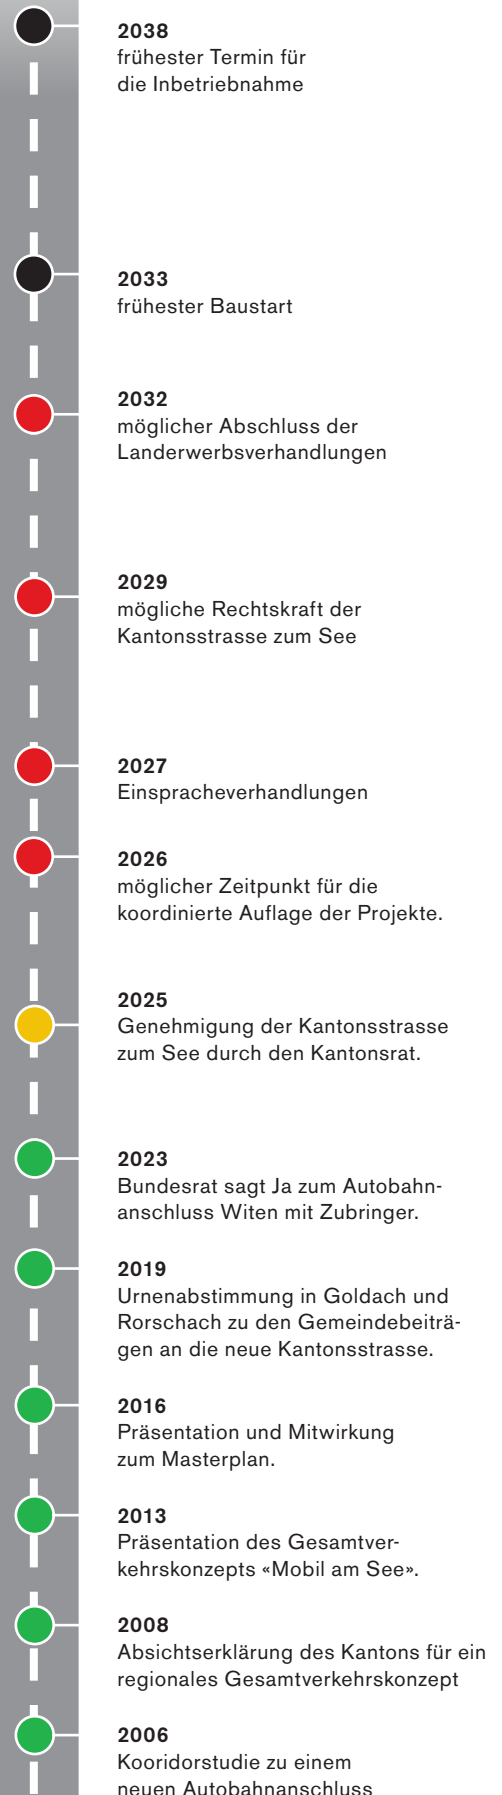 2038
frühester Termin für
die Inbetriebnahme
2033
frühester Baustart
2032
möglicher Abschluss der
Landerwerbsverhandlungen
2029
mögliche Rechtskraft der
Kantonsstrasse zum See
2027
Einspracheverhandlungen
2026
möglicher Zeitpunkt für die
koordinierte Auflage der Projekte.
2025
Genehmigung der Kantonsstrasse
zum See durch den Kantonsrat.
2023
Bundesrat sagt Ja zum Autobahn-
anschluss Witen mit Zubringer.
2019
Urnenabstimmung in Goldach und
Rorschach zu den Gemeindebeiträ-
gen an die neue Kantonsstrasse.
2016
Präsentation und Mitwirkung
zum Masterplan.
2013
Präsentation des Gesamtver-
kehrskonzepts «Mobil am See».
2008
Absichtserklärung des Kantons für ein
regionales Gesamtverkehrskonzept
2006
Kooridorstudie zu einem
neuen Autobahnanschluss